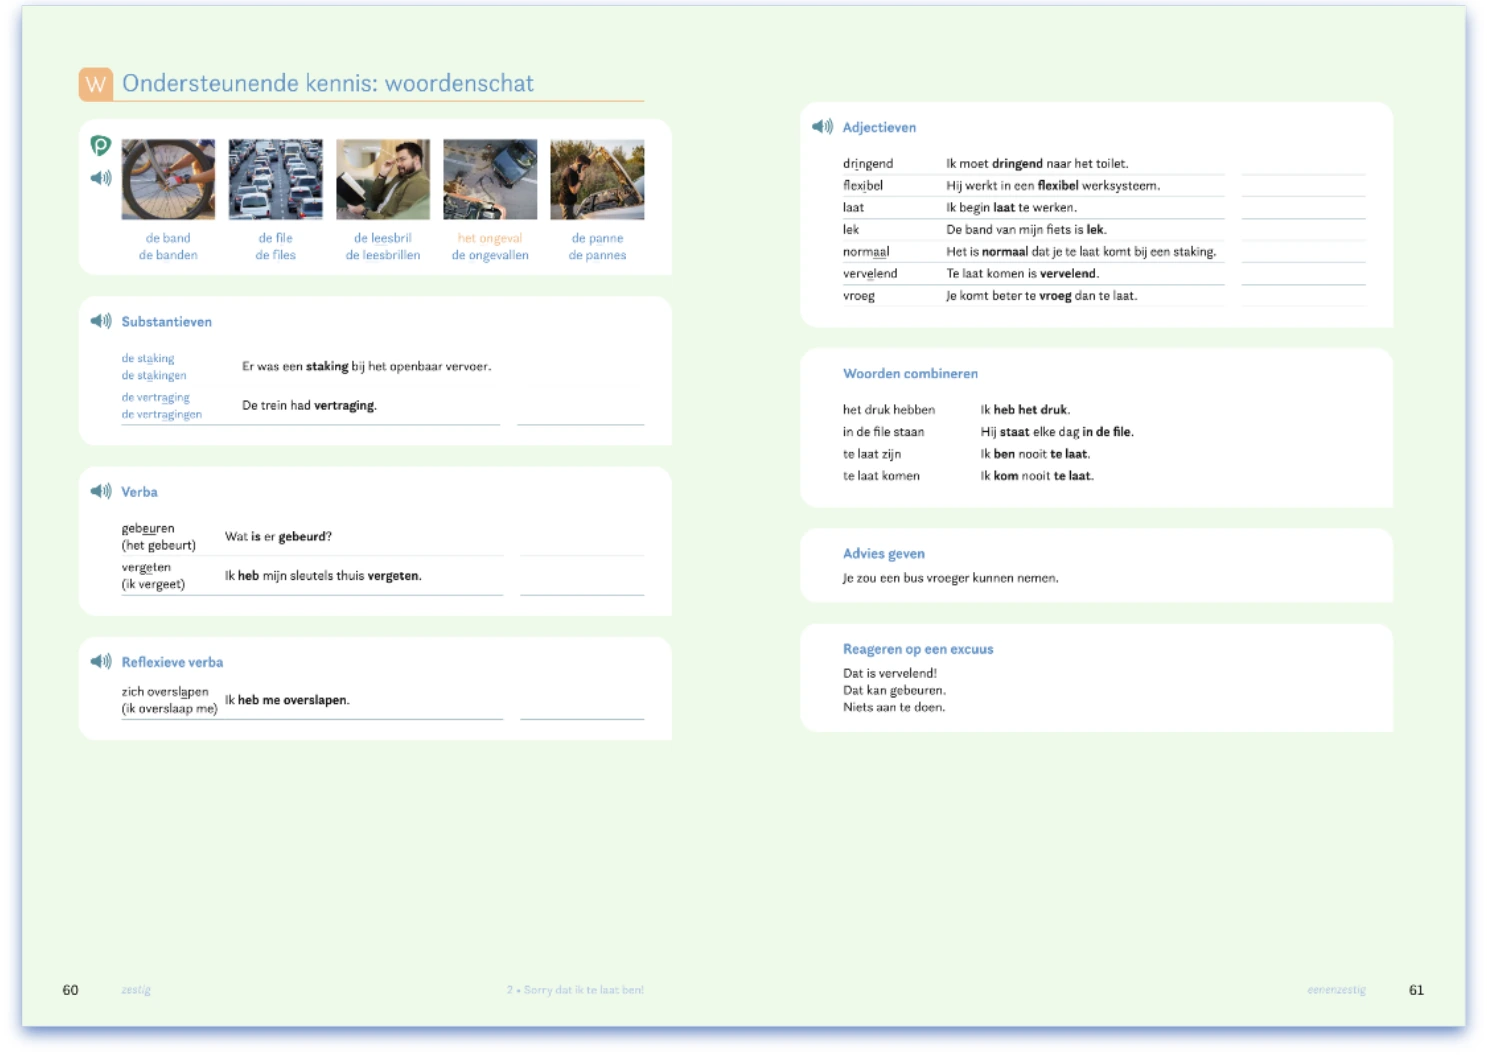 W Ondersteunende kennis: woordenschat
de band
de banden
de file
de files
de leesbril
de leesbrillen
het ongeval
de ongevallen
de panne
de pannes
Substantieven
de staking
de stakingen
Er was een staking bij het openbaar vervoer.
de vertraging
de vertragingen
De trein had vertraging.
Verba
gebeuren
(het gebeurt)
Wat is er gebeurd?
vergeten
(ik vergeet)
Ik heb mijn sleutels thuis vergeten.
Reflexieve verba
zich overslapen
(ik overslaap me)
Ik heb me overslapen.
60 zestig 2 • Sorry dat ik te laat ben!
Adjectieven
dringend Ik moet dringend naar het toilet.
flexibel Hij werkt in een flexibel werksysteem.
laat Ik begin laat te werken.
lek De band van mijn fiets is lek.
normaal Het is normaal dat je te laat komt bij een staking.
vervelend Te laat komen is vervelend.
vroeg Je komt beter te vroeg dan te laat.
Woorden combineren
het druk hebben Ik heb het druk.
in de file staan Hij staat elke dag in de file.
te laat zijn Ik ben nooit te laat.
te laat komen Ik kom nooit te laat.
Advies geven
Je zou een bus vroeger kunnen nemen.
Reageren op een excuus
Dat is vervelend!
Dat kan gebeuren.
Niets aan te doen.
eenenzestig 61